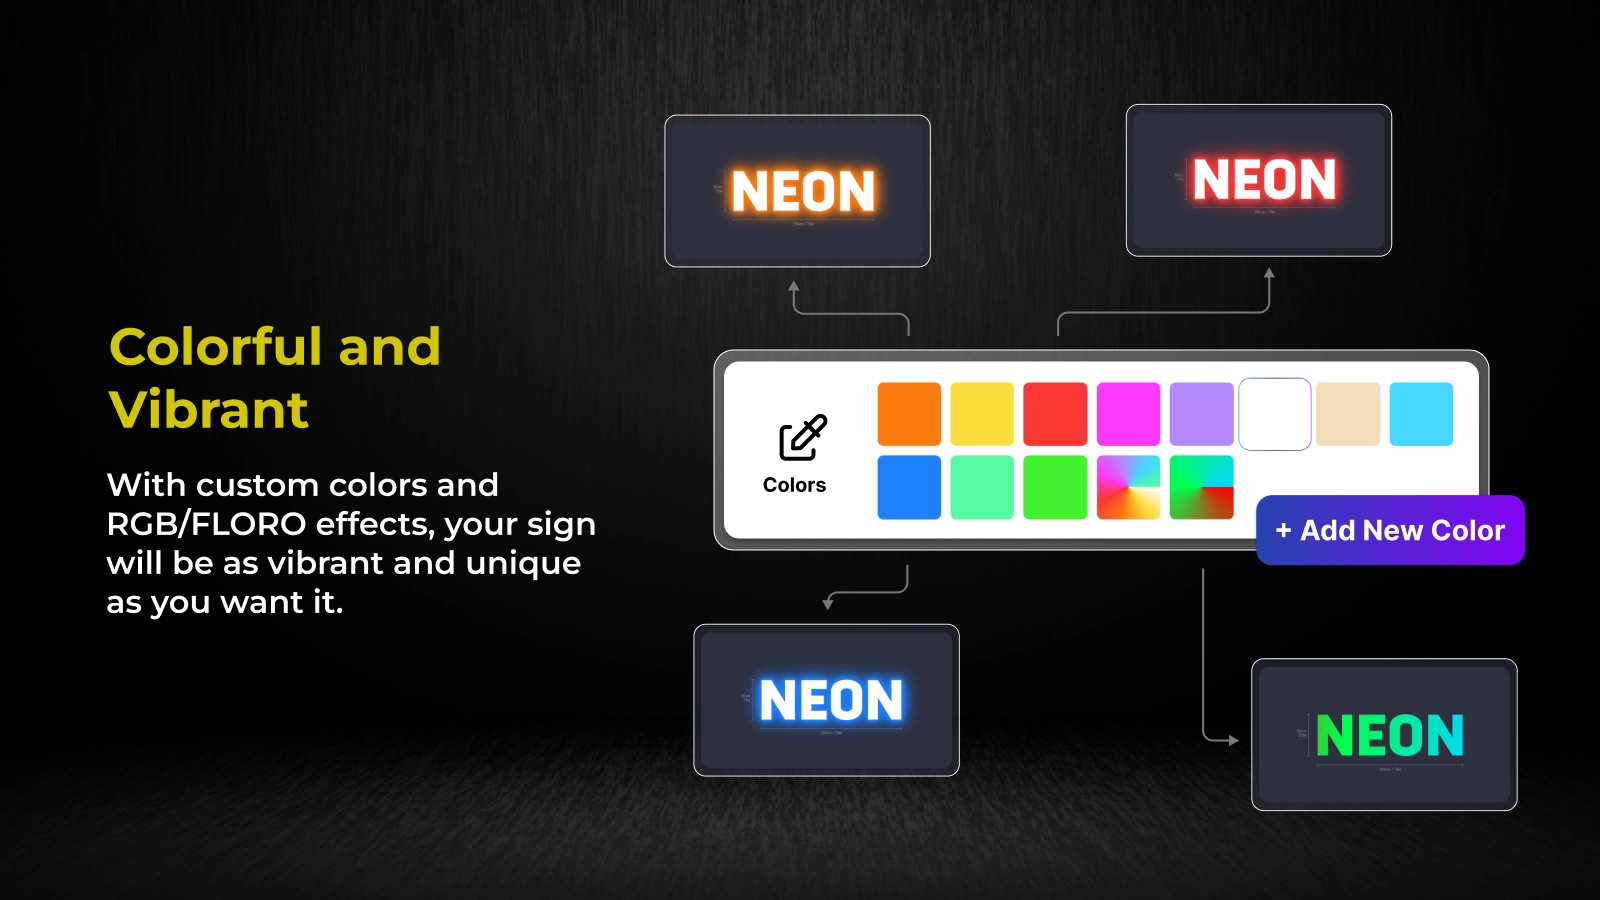 NEON
NEON
Colorful and
Vibrant
With custom colors and
RGB/FLORO effects, your sign
will be as vibrant and unique
as you want it.
Colors
+ Add New Color
NEON
NEON